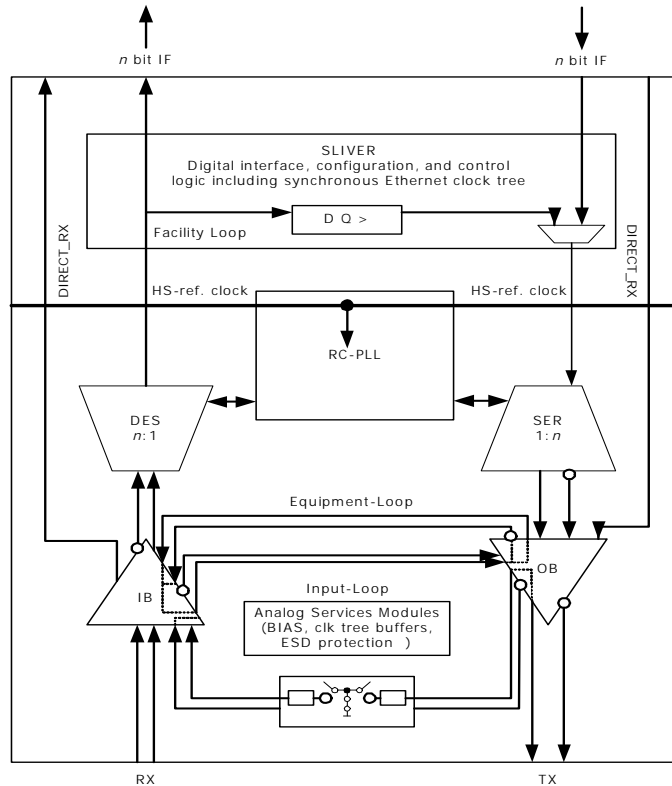 n bit IF
n bit IF
SLIVER
Digital interface, configuration, and control
logic including synchronous Ethernet clock tree
D Q >
Facility Loop
DIRECT_RX
DIRECT_RX
HS-ref. clock
HS-ref. clock
RC-PLL
DES
n:1
SER
1:n
Equipment-Loop
IB
OB
Input-Loop
Analog Services Modules
(BIAS, clk tree buffers,
ESD protection )
RX
TX